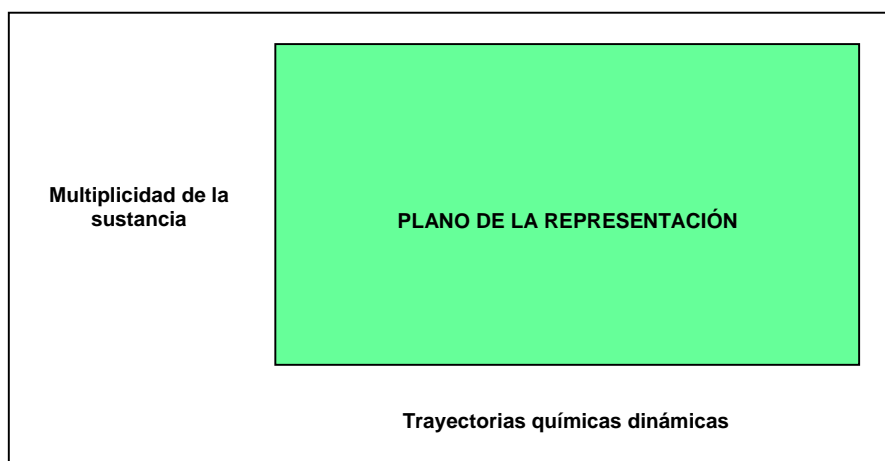 Multiplicidad de la
sustancia
PLANO DE LA REPRESENTACIÓN
Trayectorias químicas dinámicas